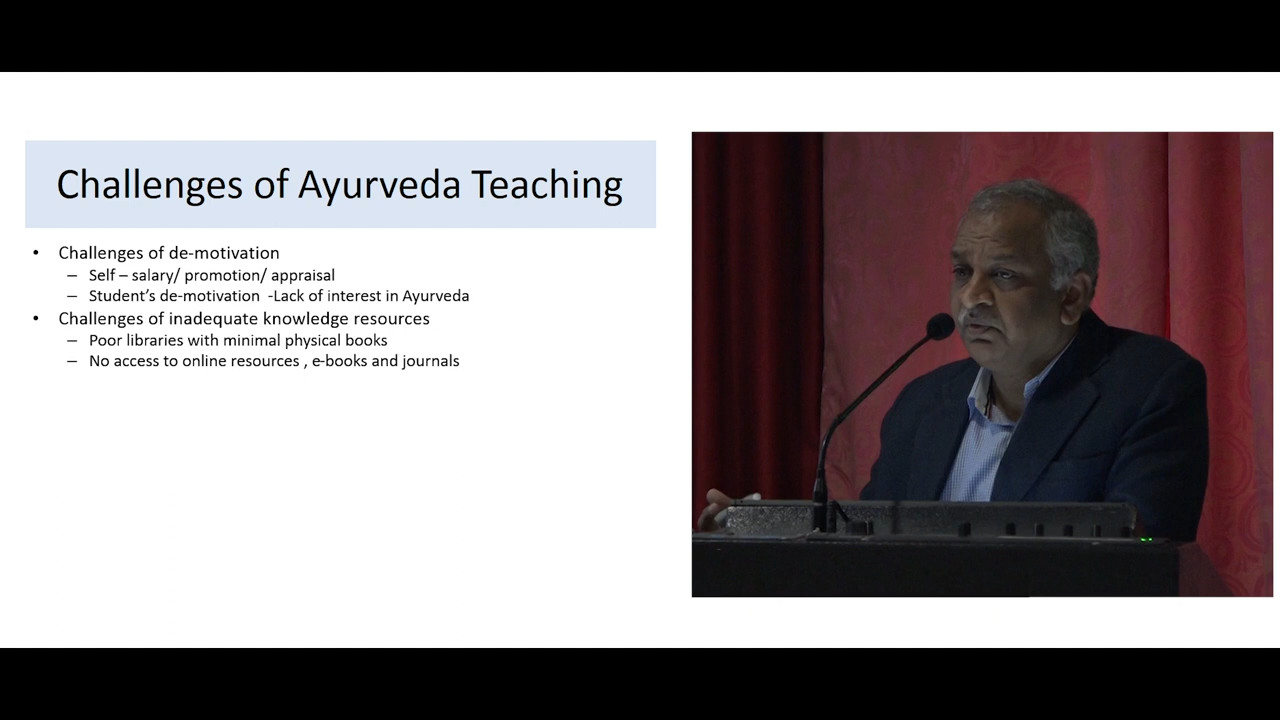 Challenges of Ayurveda Teaching
• Challenges of de-motivation
– Self – salary/ promotion/ appraisal
– Student's de-motivation -Lack of interest in Ayurveda
• Challenges of inadequate knowledge resources
– Poor libraries with minimal physical books
– No access to online resources , e-books and journals